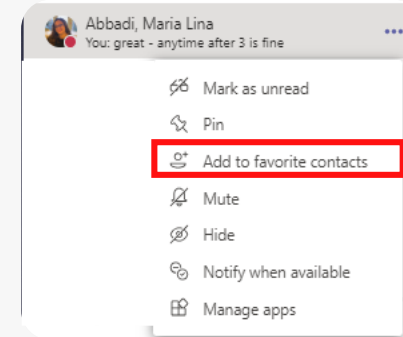 Abbadi, Maria Lina
You: great - anytime after 3 is fine
Mark as unread
Pin
Add to favorite contacts
Mute
Hide
Notify when available
Manage apps